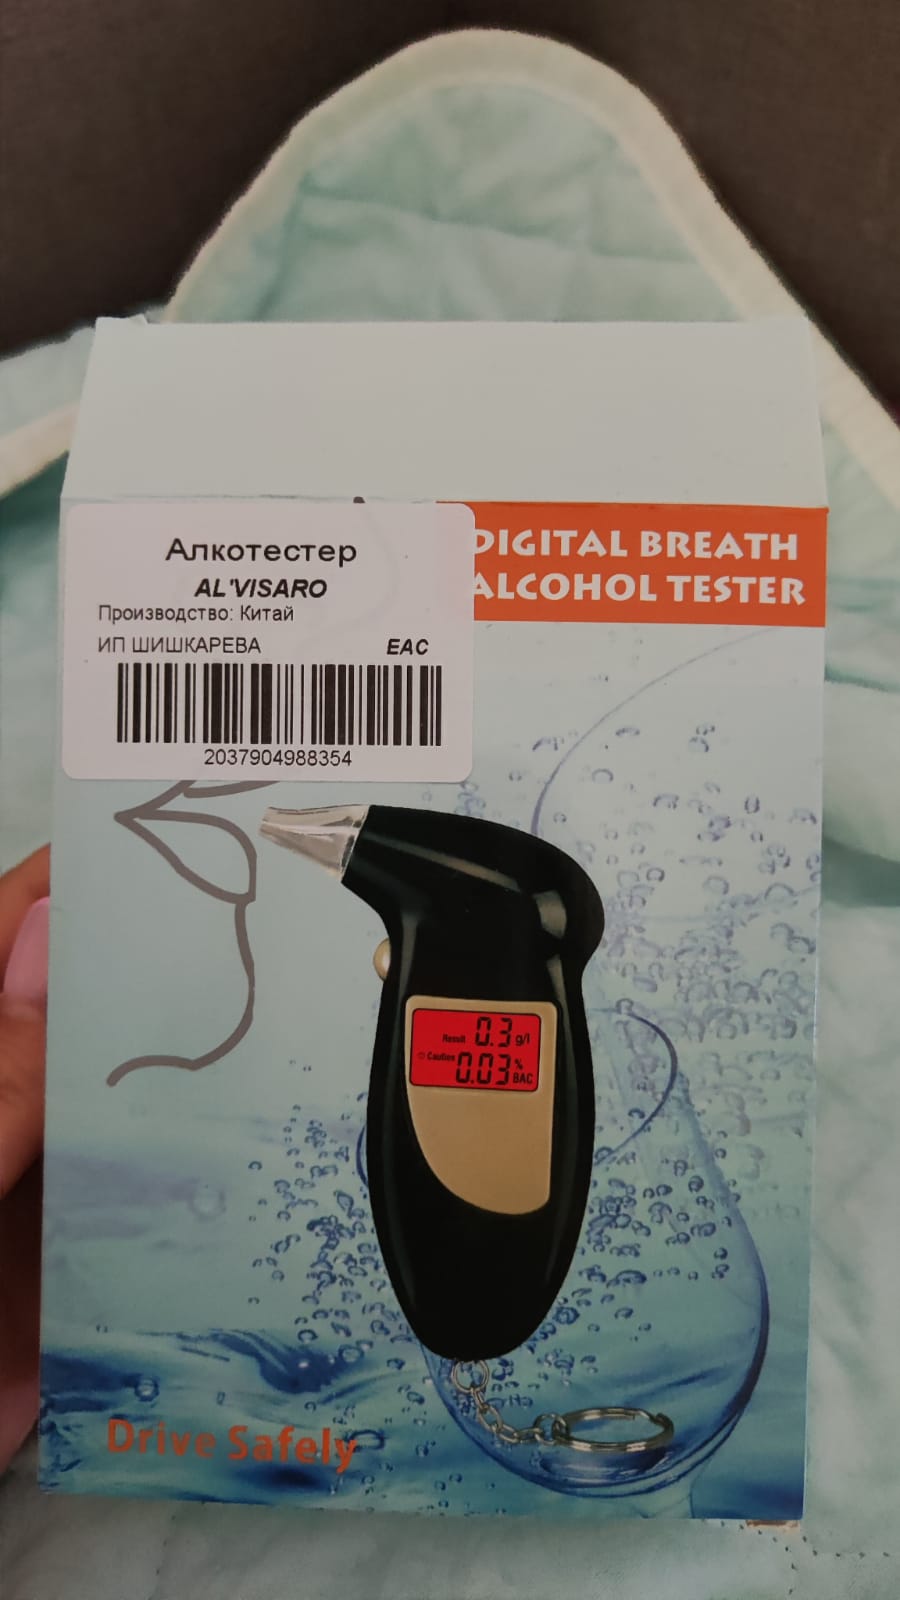 Алкотестер
AL'VISARO
Производство: Китай
ИП ШИШКАРЕВА EAC
2037904988354
DIGITAL BREATH
ALCOHOL TESTER
Result 0.3 g/l
Caution 0.03 % BAC
Drive Safely